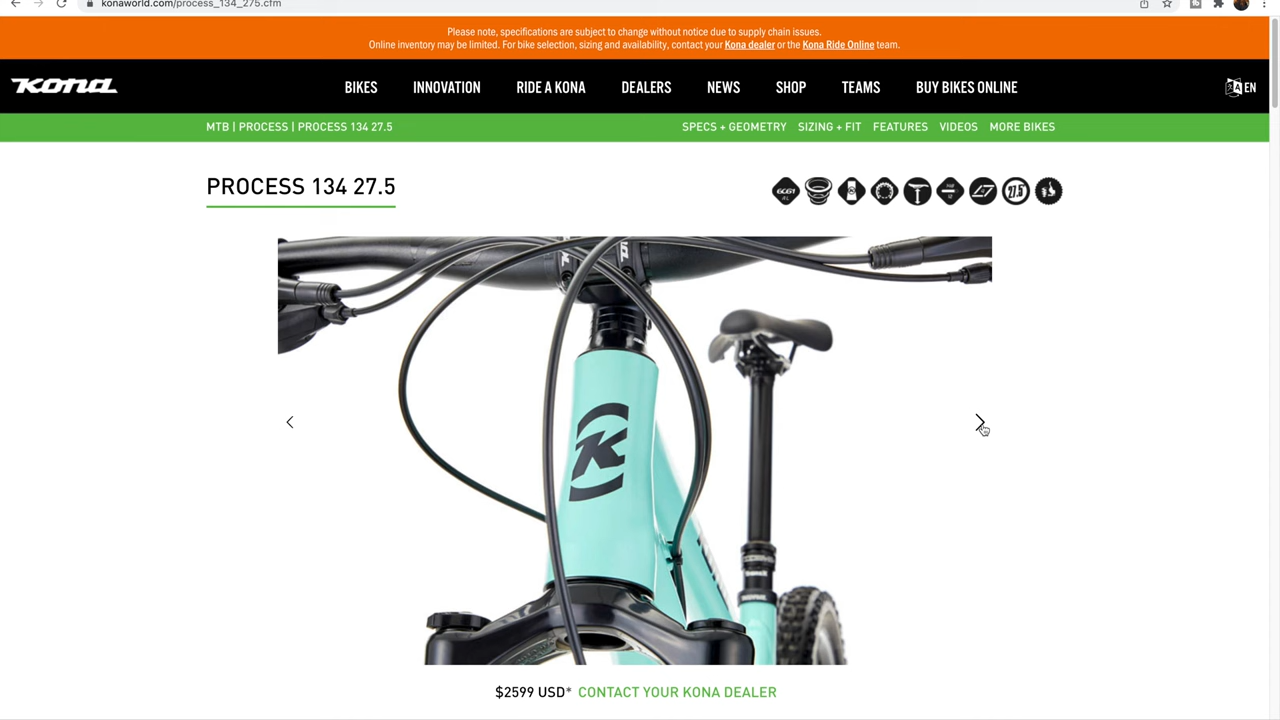 konaworld.com/process_134_275.cfm
Please note, specifications are subject to change without notice due to supply chain issues.
Online inventory may be limited. For bike selection, sizing and availability, contact your Kona dealer or the Kona Ride Online team.
KONA
BIKES INNOVATION RIDE A KONA DEALERS NEWS SHOP TEAMS BUY BIKES ONLINE
A EN
MTB | PROCESS | PROCESS 134 27.5
SPECS + GEOMETRY SIZING + FIT FEATURES VIDEOS MORE BIKES
PROCESS 134 27.5
27.5
K
$2599 USD* CONTACT YOUR KONA DEALER